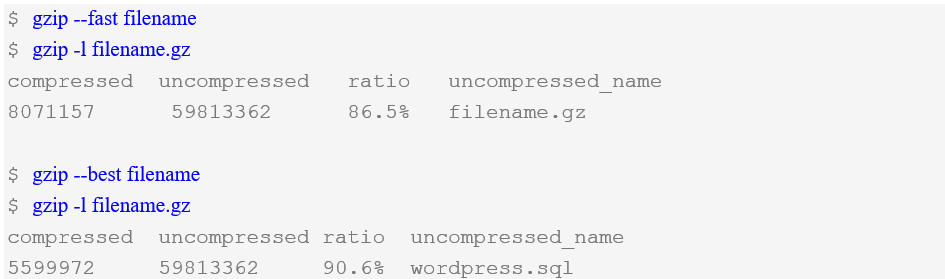 $ gzip --fast filename
$ gzip -l filename.gz
compressed uncompressed ratio uncompressed_name
8071157 59813362 86.5% filename.gz
$ gzip --best filename
$ gzip -l filename.gz
compressed uncompressed ratio uncompressed_name
5599972 59813362 90.6% wordpress.sql